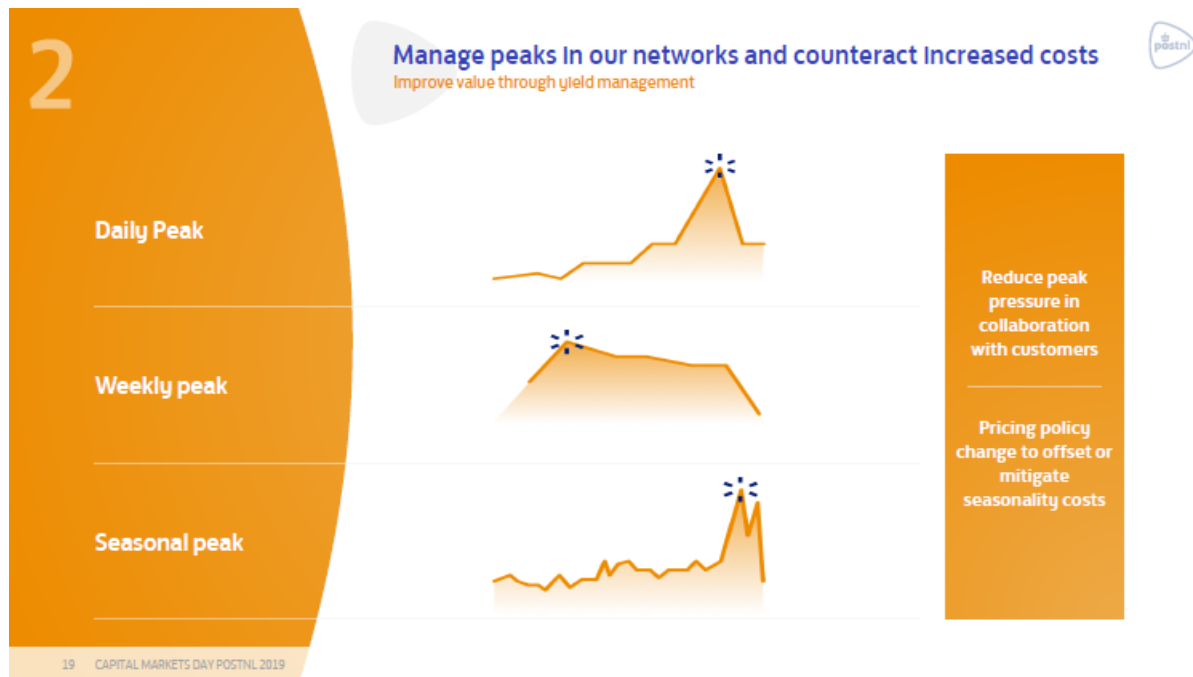 2
Manage peaks in our networks and counteract increased costs
Improve value through yield management
postnl
Daily Peak
Weekly peak
Seasonal peak
Reduce peak
pressure in
collaboration
with customers
Pricing policy
change to offset or
mitigate
seasonality costs
19 CAPITAL MARKETS DAY POSTNL 2019